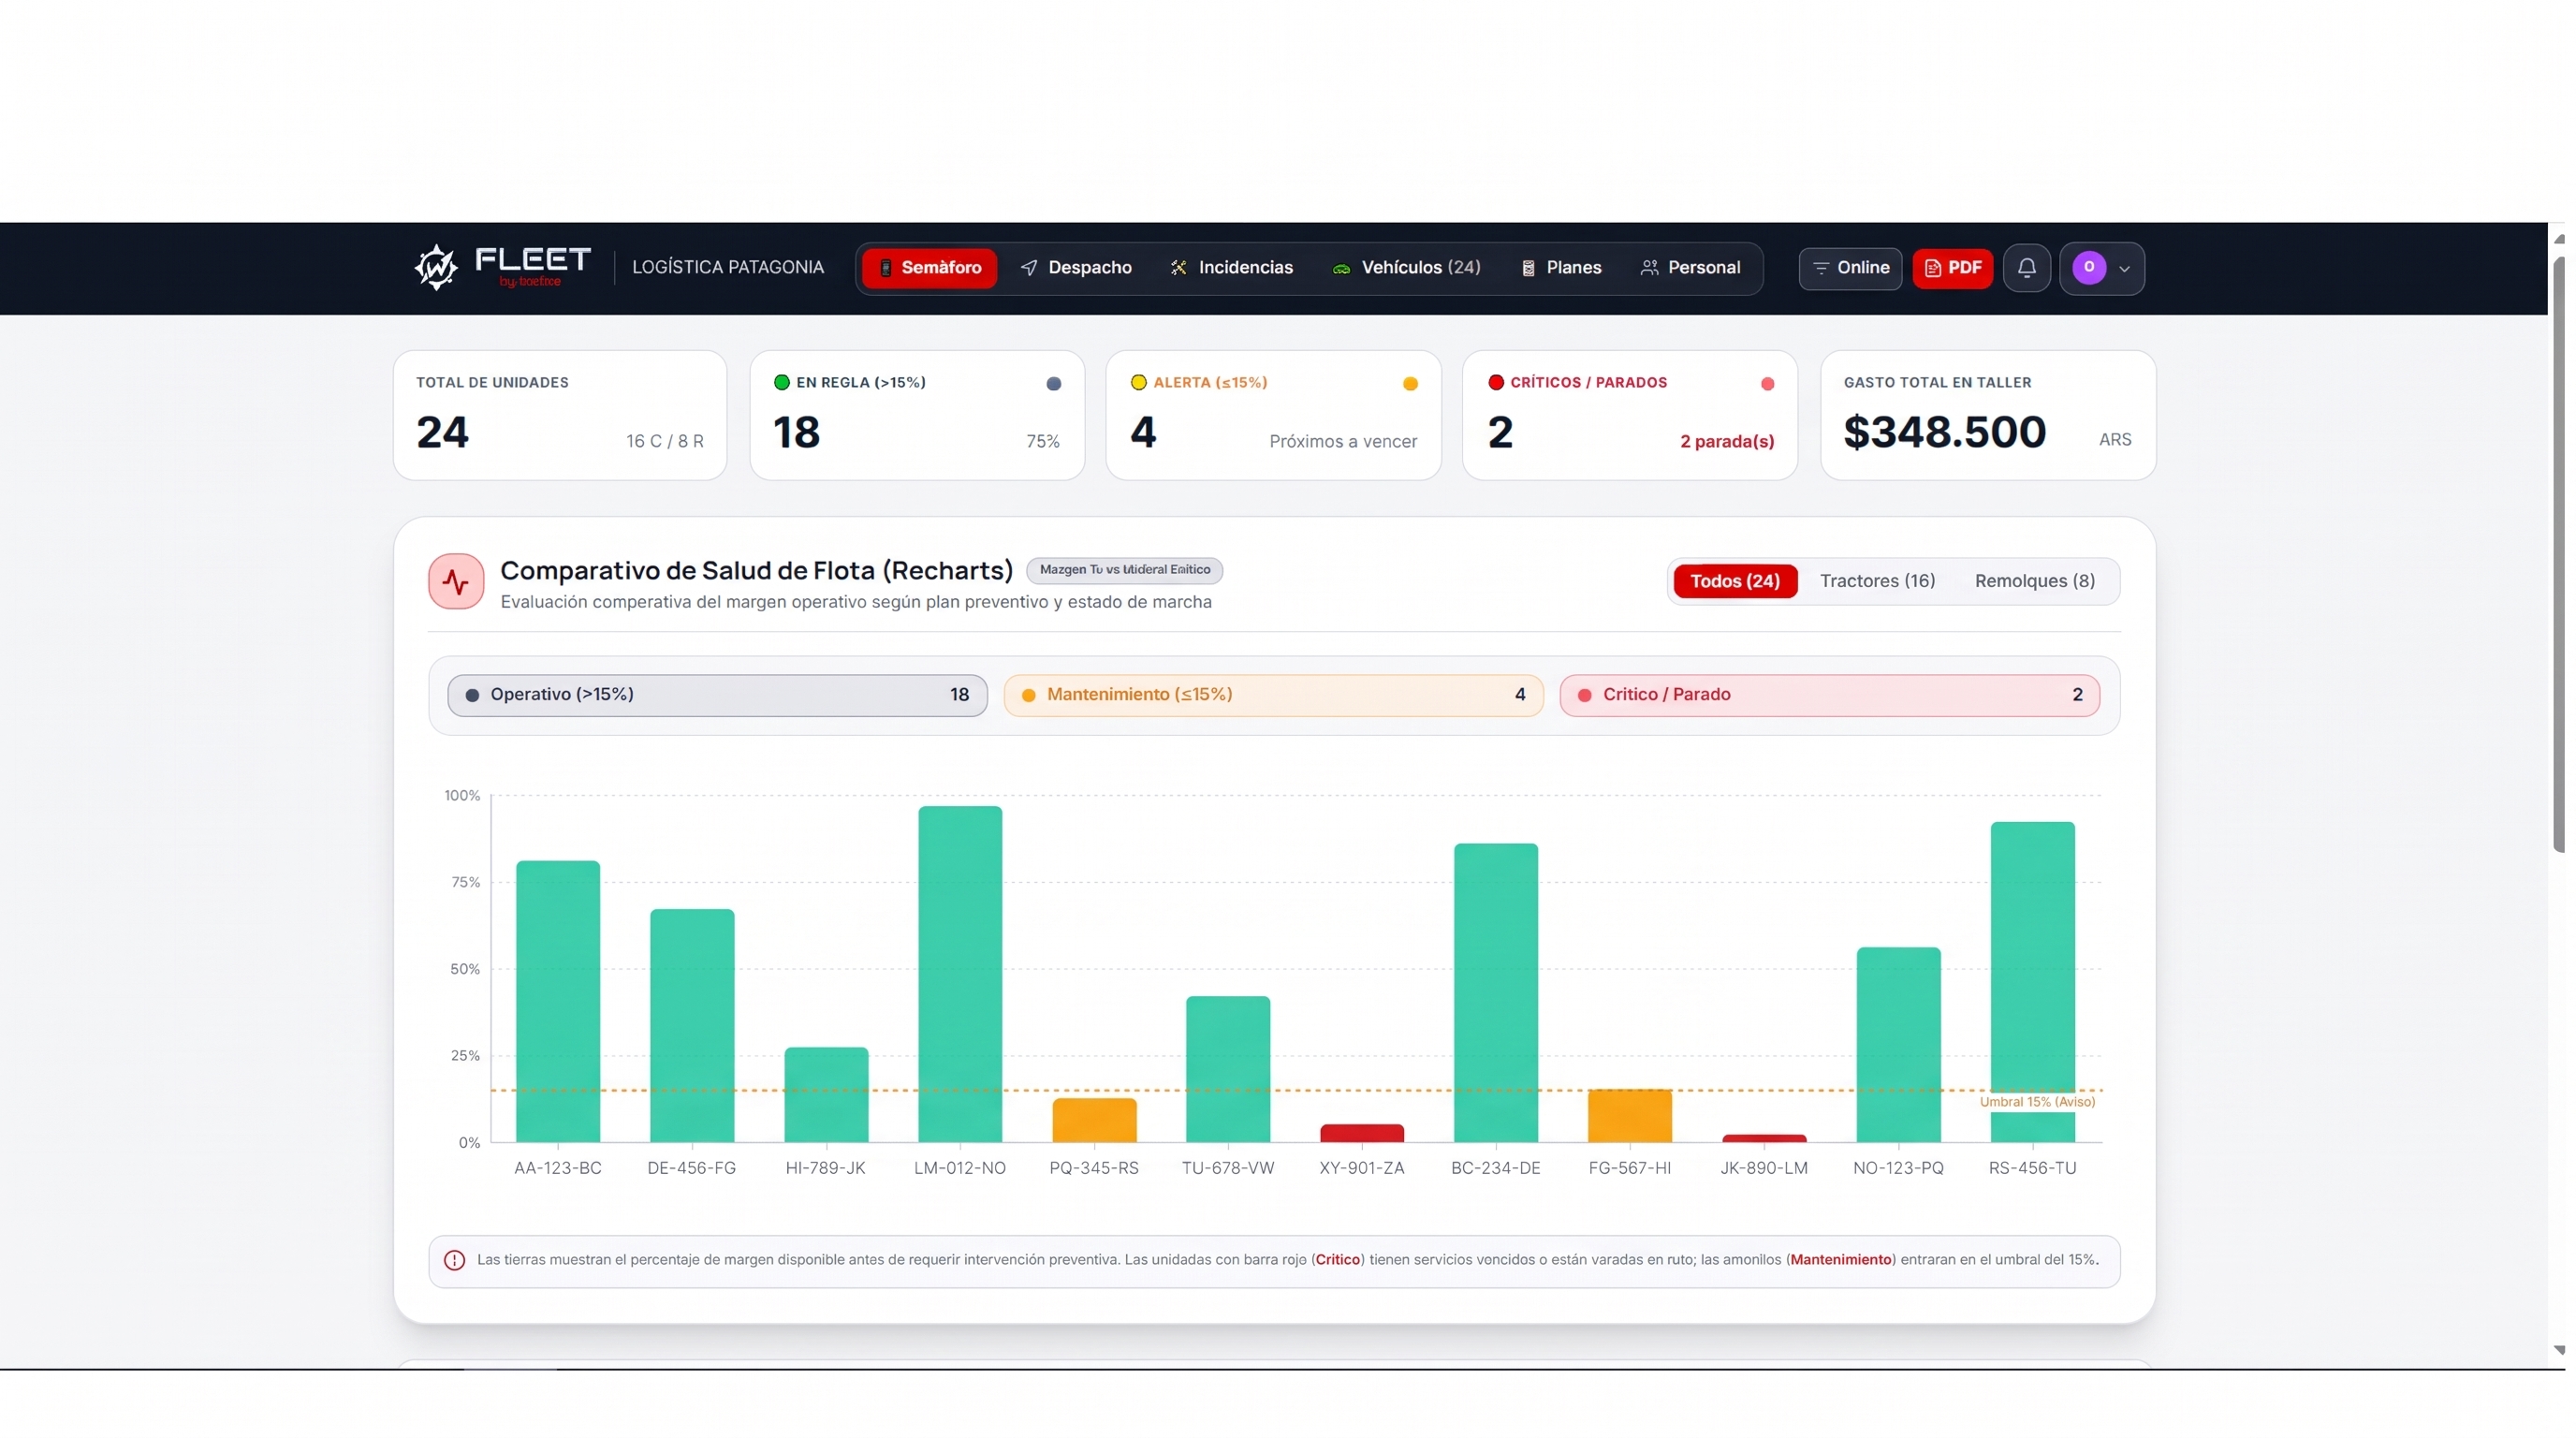 FLEET
LOGÍSTICA PATAGONIA
Semàforo
Despacho
Incidencias
Vehículos (24)
Planes
Personal
Online
PDF
O
TOTAL DE UNIDADES
24
16 C / 8 R
EN REGLA (>15%)
18
75%
ALERTA (≤15%)
4
Próximos a vencer
CRÍTICOS / PARADOS
2
2 parada(s)
GASTO TOTAL EN TALLER
$348.500
ARS
Comparativo de Salud de Flota (Recharts)
Mazgen Tu vs
Evaluación comperativa del margen operativo según plan preventivo y estado de marcha
Todos (24)
Tractores (16)
Remolques (8)
Operativo (>15%)
18
Mantenimiento (≤15%)
4
Critico / Parado
2
100%
75%
50%
25%
0%
Umbral 15% (Aviso)
AA-123-BC
DE-456-FG
HI-789-JK
LM-012-NO
PQ-345-RS
TU-678-VW
XY-901-ZA
BC-234-DE
FG-567-HI
JK-890-LM
NO-123-PQ
RS-456-TU
Las tierras muestran el percentaje de margen disponible antes de requerir intervención preventiva. Las unidadas con barra rojo (Critico) tienen servicios voncidos o están varadas en ruto; las amonilos (Mantenimiento) entraran en el umbral del 15%.